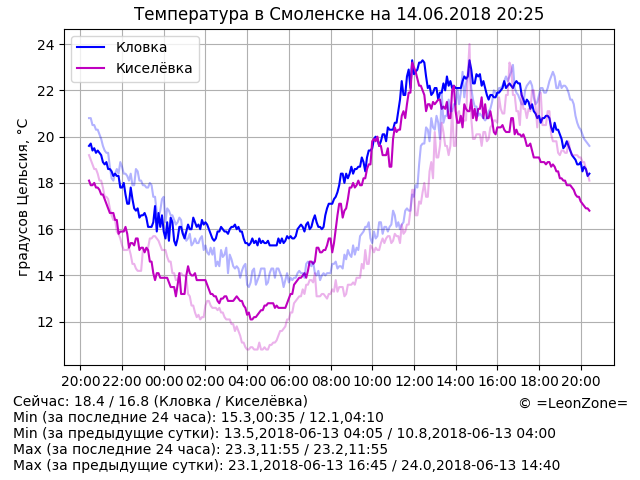 Температура в Смоленске на 14.06.2018 20:25
Кловка
Киселёвка
градусов Цельсия, °C
24
22
20
18
16
14
12
20:00 22:00 00:00 02:00 04:00 06:00 08:00 10:00 12:00 14:00 16:00 18:00 20:00
Сейчас: 18.4 / 16.8 (Кловка / Киселёвка)
© =LeonZone=
Min (за последние 24 часа): 15.3,00:35 / 12.1,04:10
Min (за предыдущие сутки): 13.5,2018-06-13 04:05 / 10.8,2018-06-13 04:00
Max (за последние 24 часа): 23.3,11:55 / 23.2,11:55
Max (за предыдущие сутки): 23.1,2018-06-13 16:45 / 24.0,2018-06-13 14:40